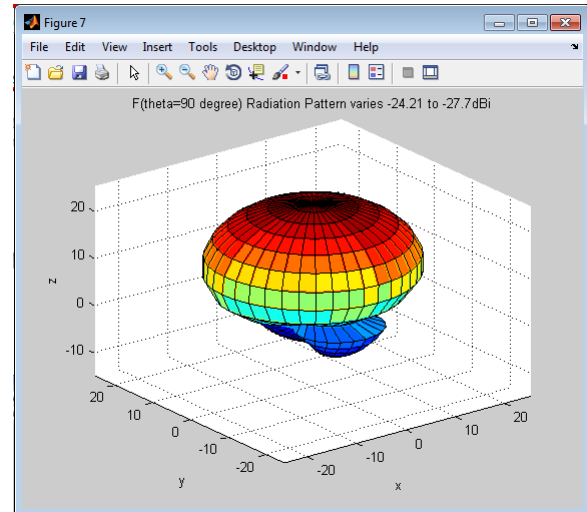 Figure 7
File Edit View Insert Tools Desktop Window Help
F(theta=90 degree) Radiation Pattern varies -24.21 to -27.7dBi
20
10
0
-10
z
20
10
0
-10
-20
y
-20
-10
0
10
20
x